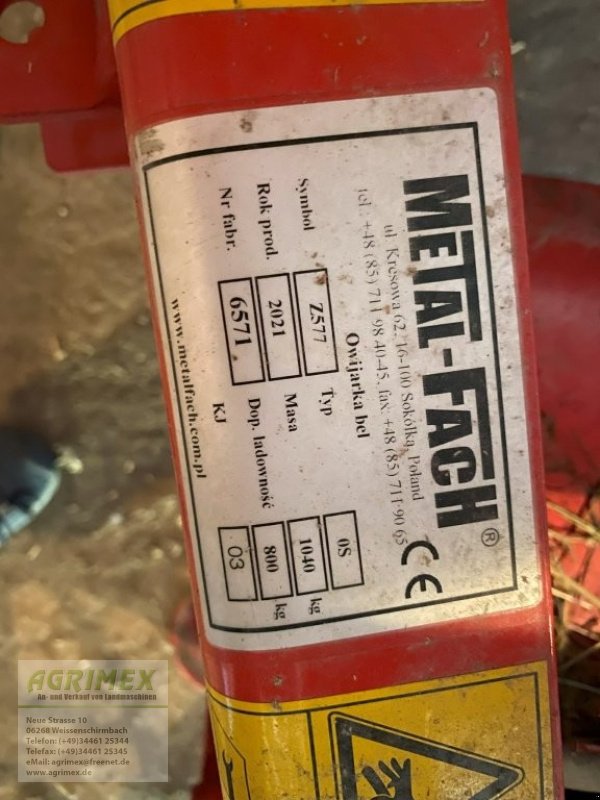 METAL-FACH®
ul. Kresowa 62, 16-100 Sokółka, Poland
tel.: +48 (85) 711-98 40-45, fax: +48 (85) 711-90 65
CE
Owijarka bel
Symbol Z577 Typ 0S
Rok prod. 2021 Masa 1040 kg
Nr fabr. 6571 Dop. ładowność 800 kg
KJ 03
www.metalfach.com.pl
AGRIMEX
An- und Verkauf von Landmaschinen
Neue Strasse 10
06268 Weissenschirmbach
Telefon: (+49)34461 25344
Telefax: (+49)34461 25345
eMail: agrimex@freenet.de
www.agrimex.de